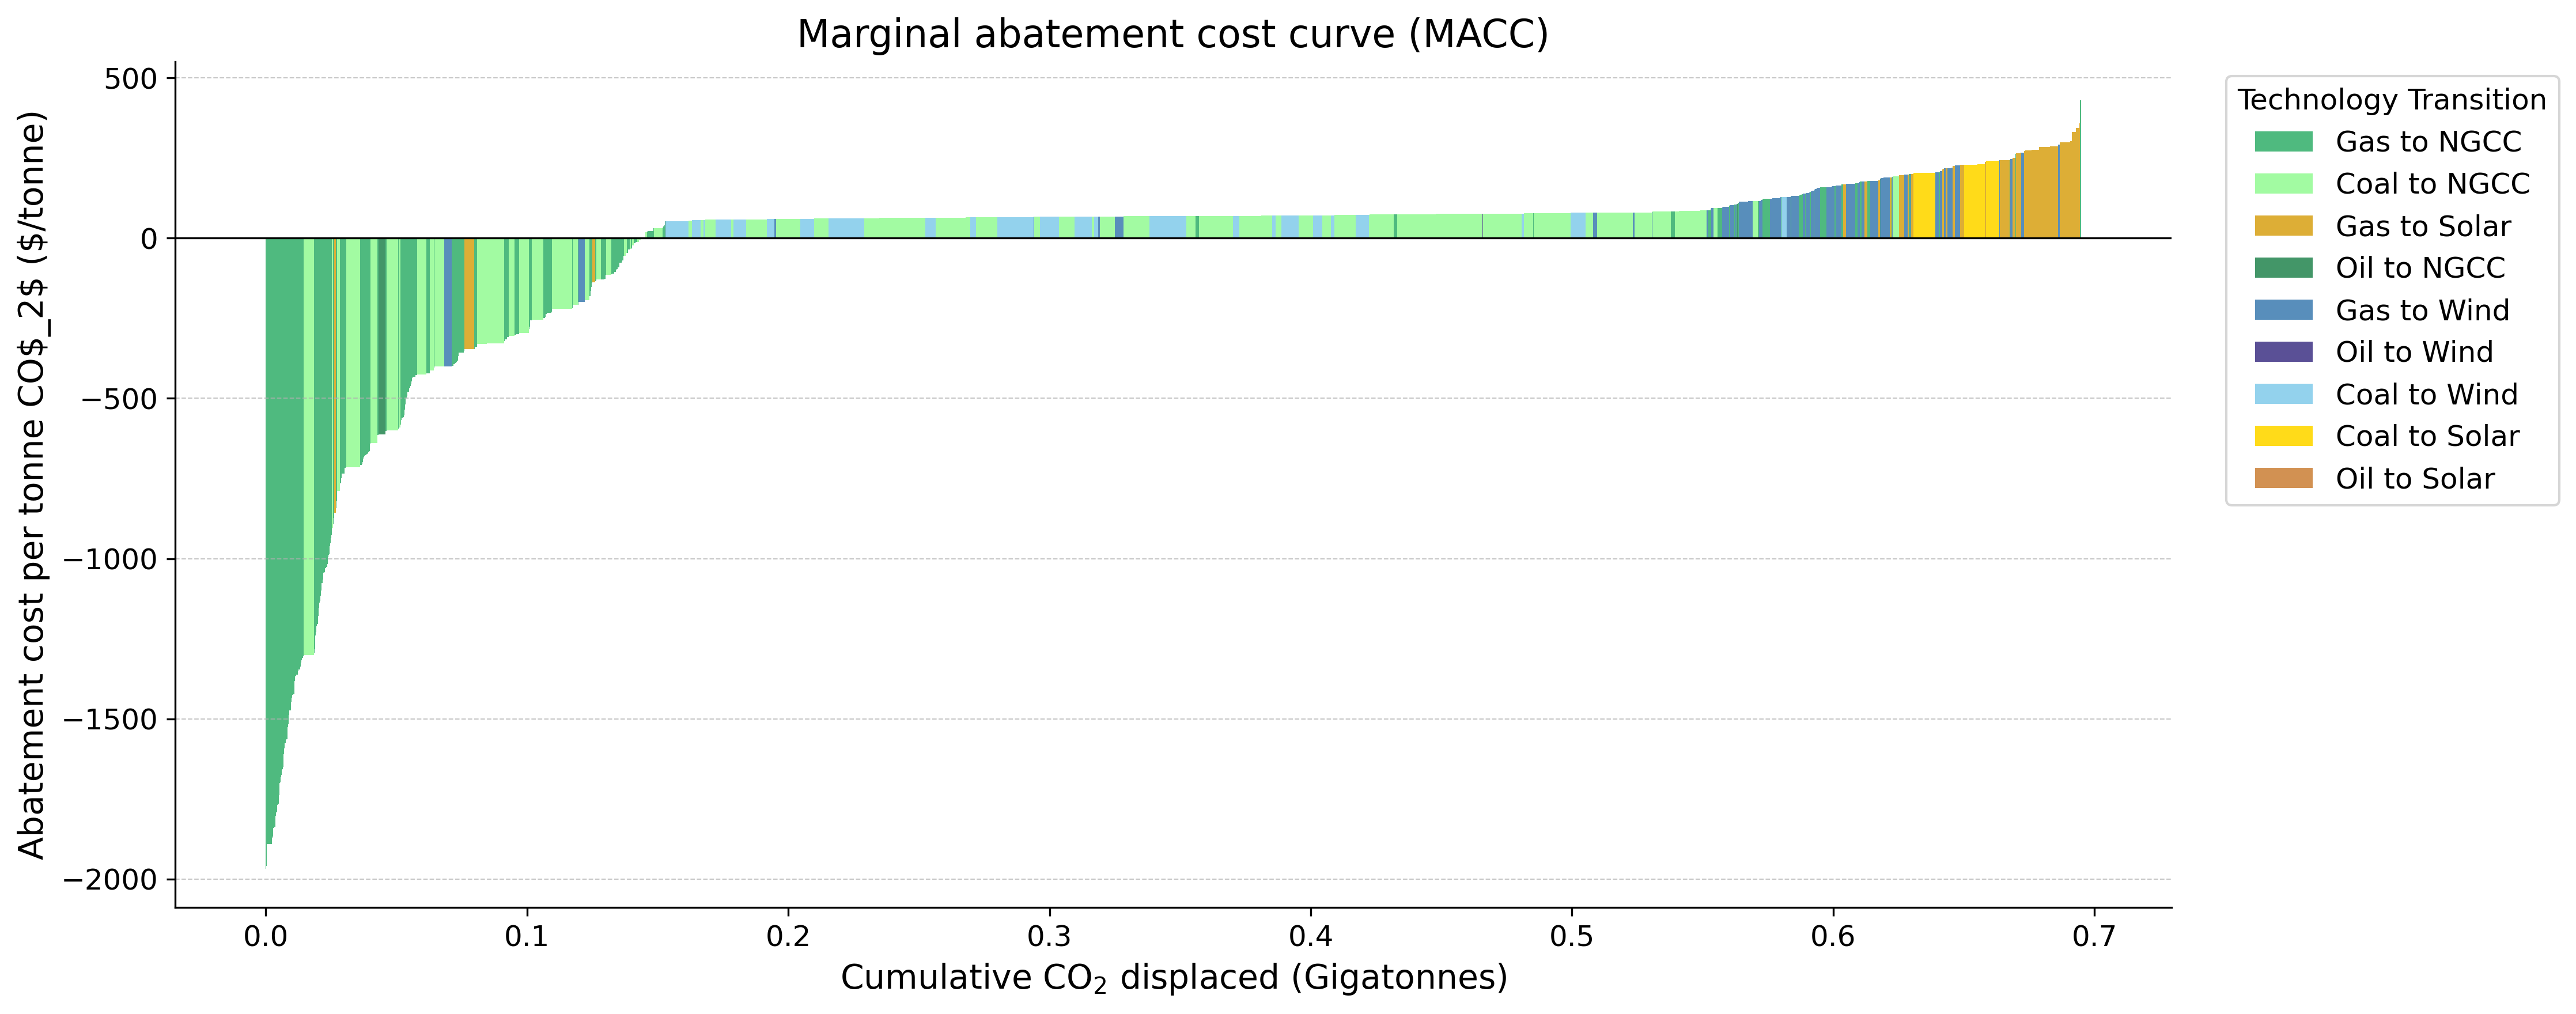 Marginal abatement cost curve (MACC)
Abatement cost per tonne CO$_2$ ($/tonne)
500
0
−500
−1000
−1500
−2000
0.0 0.1 0.2 0.3 0.4 0.5 0.6 0.7
Cumulative CO₂ displaced (Gigatonnes)
Technology Transition
Gas to NGCC
Coal to NGCC
Gas to Solar
Oil to NGCC
Gas to Wind
Oil to Wind
Coal to Wind
Coal to Solar
Oil to Solar